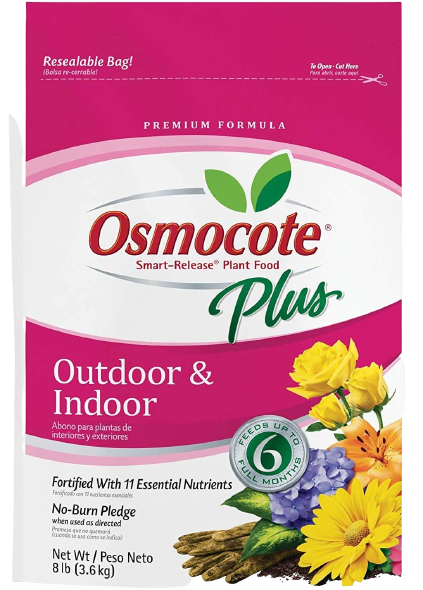 Resealable Bag!
¡Bolsa re-cerrable!
To Open - Cut Here
Para abrir, corte aquí
PREMIUM FORMULA
Osmocote®
Smart-Release® Plant Food
Plus
Outdoor &
Indoor
Abono para plantas de
interiores y exteriores
FEEDS UP TO
6
FULL MONTHS
Fortified With 11 Essential Nutrients
Fortificado con 11 nutrientes esenciales
No-Burn Pledge
when used as directed
Promesa que no quemará
(cuando se usa como se indica)
Net Wt / Peso Neto
8 lb (3.6 kg)